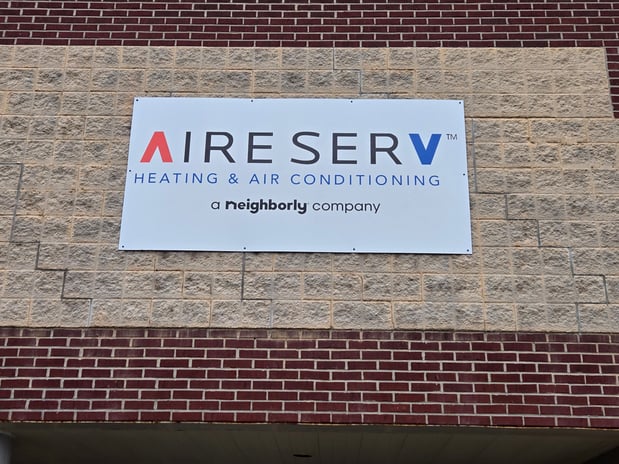 AIRE SERV™
HEATING & AIR CONDITIONING
a neighborly company